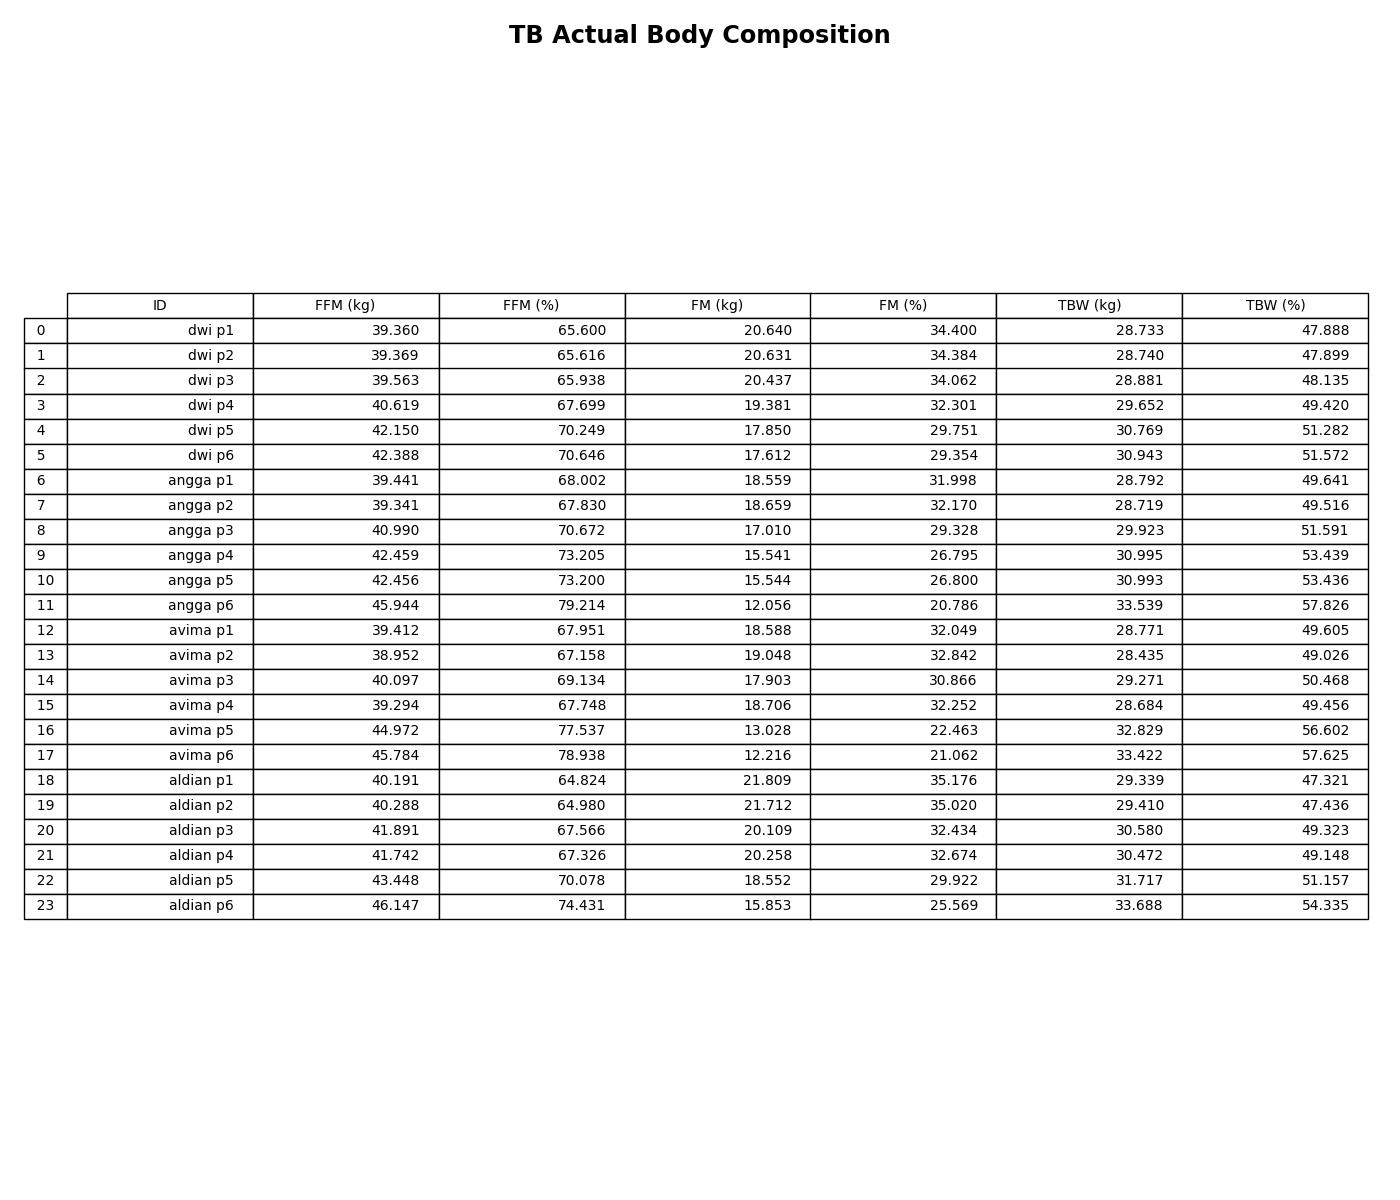 TB Actual Body Composition
ID FFM (kg) FFM (%) FM (kg) FM (%) TBW (kg) TBW (%)
0 dwi p1 39.360 65.600 20.640 34.400 28.733 47.888
1 dwi p2 39.369 65.616 20.631 34.384 28.740 47.899
2 dwi p3 39.563 65.938 20.437 34.062 28.881 48.135
3 dwi p4 40.619 67.699 19.381 32.301 29.652 49.420
4 dwi p5 42.150 70.249 17.850 29.751 30.769 51.282
5 dwi p6 42.388 70.646 17.612 29.354 30.943 51.572
6 angga p1 39.441 68.002 18.559 31.998 28.792 49.641
7 angga p2 39.341 67.830 18.659 32.170 28.719 49.516
8 angga p3 40.990 70.672 17.010 29.328 29.923 51.591
9 angga p4 42.459 73.205 15.541 26.795 30.995 53.439
10 angga p5 42.456 73.200 15.544 26.800 30.993 53.436
11 angga p6 45.944 79.214 12.056 20.786 33.539 57.826
12 avima p1 39.412 67.951 18.588 32.049 28.771 49.605
13 avima p2 38.952 67.158 19.048 32.842 28.435 49.026
14 avima p3 40.097 69.134 17.903 30.866 29.271 50.468
15 avima p4 39.294 67.748 18.706 32.252 28.684 49.456
16 avima p5 44.972 77.537 13.028 22.463 32.829 56.602
17 avima p6 45.784 78.938 12.216 21.062 33.422 57.625
18 aldian p1 40.191 64.824 21.809 35.176 29.339 47.321
19 aldian p2 40.288 64.980 21.712 35.020 29.410 47.436
20 aldian p3 41.891 67.566 20.109 32.434 30.580 49.323
21 aldian p4 41.742 67.326 20.258 32.674 30.472 49.148
22 aldian p5 43.448 70.078 18.552 29.922 31.717 51.157
23 aldian p6 46.147 74.431 15.853 25.569 33.688 54.335